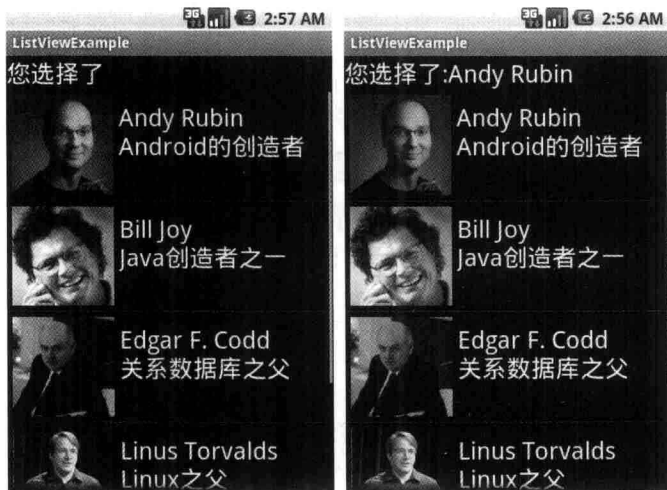 2:57 AM
ListViewExample
您选择了
Andy Rubin
Android的创造者
Bill Joy
Java创造者之一
Edgar F. Codd
关系数据库之父
Linus Torvalds
Linux之父
2:56 AM
ListViewExample
您选择了:Andy Rubin
Andy Rubin
Android的创造者
Bill Joy
Java创造者之一
Edgar F. Codd
关系数据库之父
Linus Torvalds
Linux之父